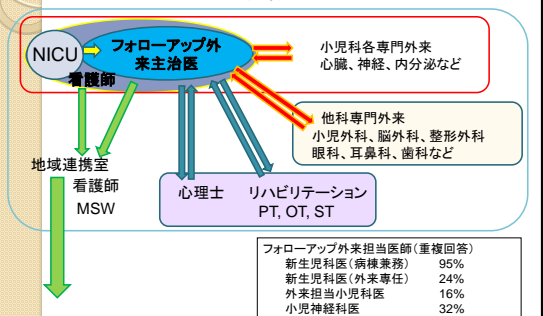 NICU
フォローアップ外
来主治医
看護師
小児科各専門外来
心臓、神経、内分泌など
他科専門外来
小児外科、脳外科、整形外科
眼科、耳鼻科、歯科など
地域連携室
看護師
MSW
心理士 リハビリテーション
PT, OT, ST
フォローアップ外来担当医師(重複回答)
新生児科医(病棟兼務) 95%
新生児科医(外来専任) 24%
外来担当小児科医 16%
小児神経科医 32%